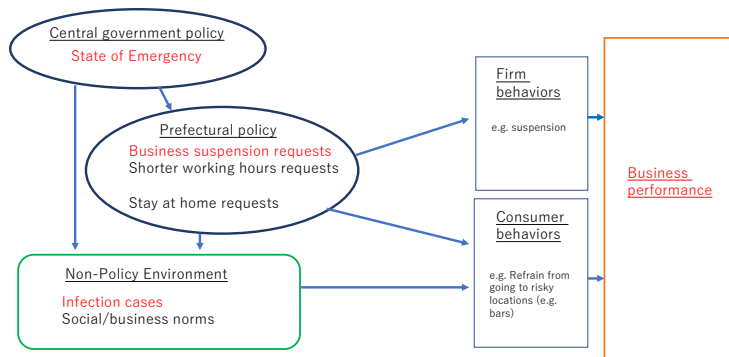 Central government policy
State of Emergency
Prefectural policy
Business suspension requests
Shorter working hours requests
Stay at home requests
Non-Policy Environment
Infection cases
Social/business norms
Firm
behaviors
e.g. suspension
Consumer
behaviors
e.g. Refrain from
going to risky
locations (e.g.
bars)
Business
performance